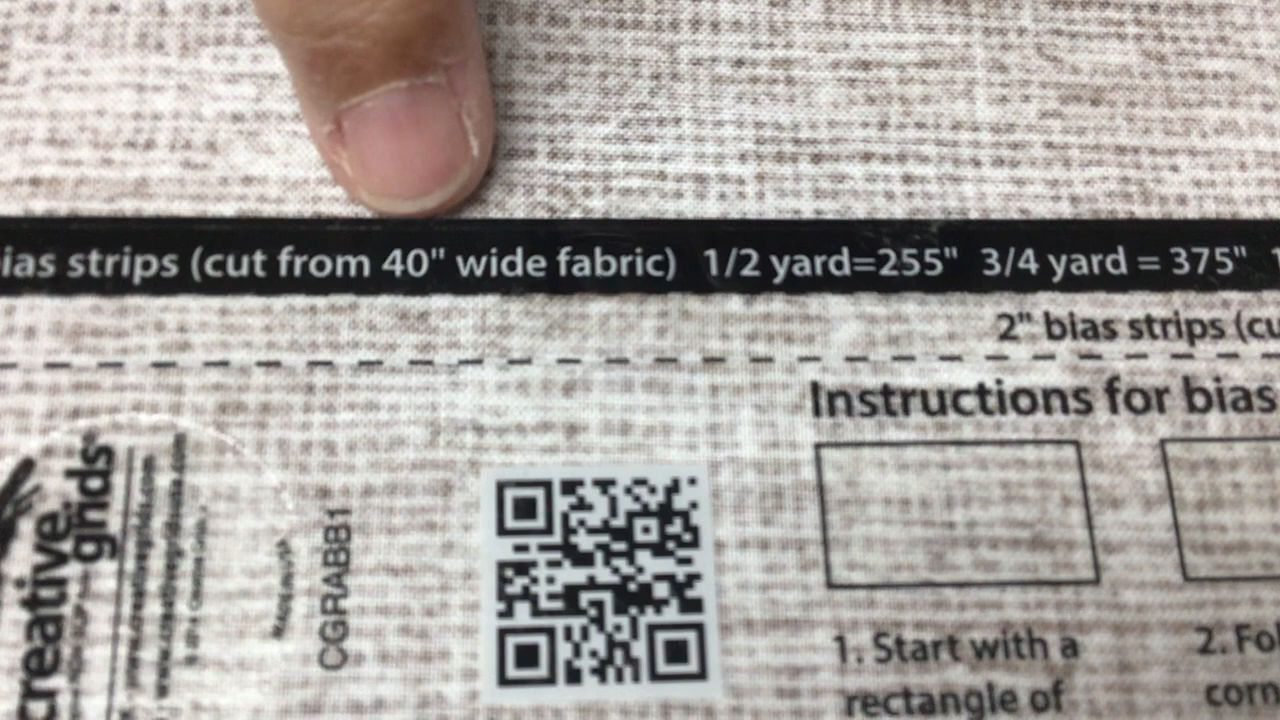 ias strips (cut from 40" wide fabric) 1/2 yard=255" 3/4 yard = 375" 1
2" bias strips (cu
Instructions for bias
1. Start with a
rectangle of
2. Fo
corn
creative
grids
CGRABB1